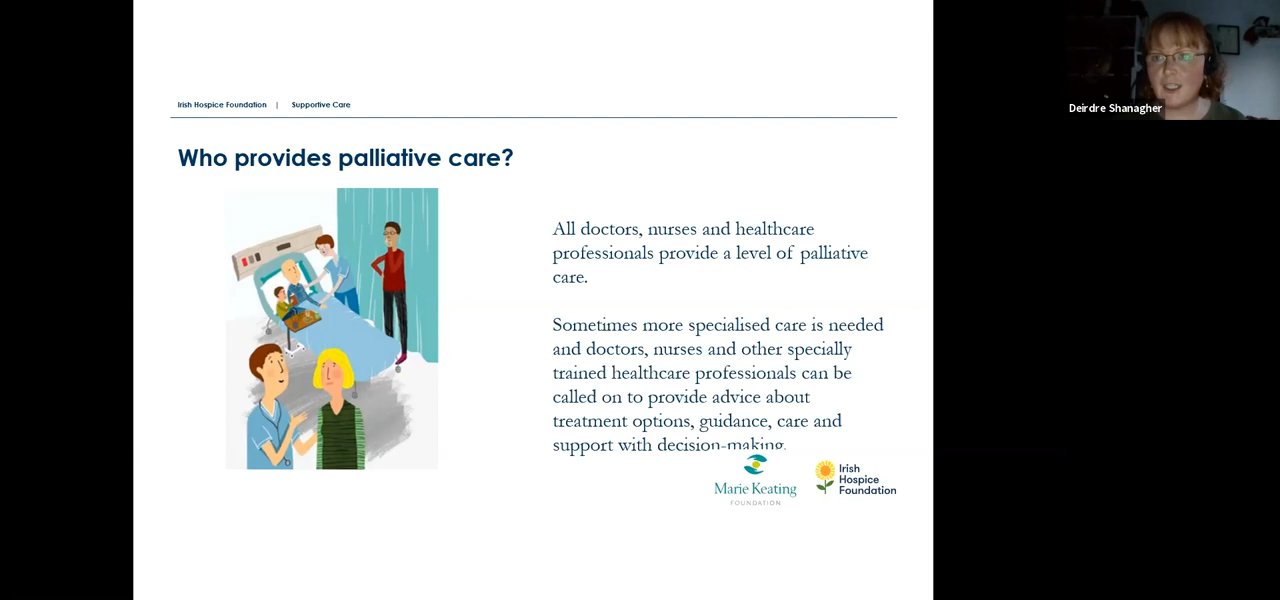 Irish Hospice Foundation | Supportive Care
Who provides palliative care?
All doctors, nurses and healthcare
professionals provide a level of palliative
care.
Sometimes more specialised care is needed
and doctors, nurses and other specially
trained healthcare professionals can be
called on to provide advice about
treatment options, guidance, care and
support with decision-making.
Marie Keating
FOUNDATION
Irish
Hospice
Foundation
Deirdre Shanagher